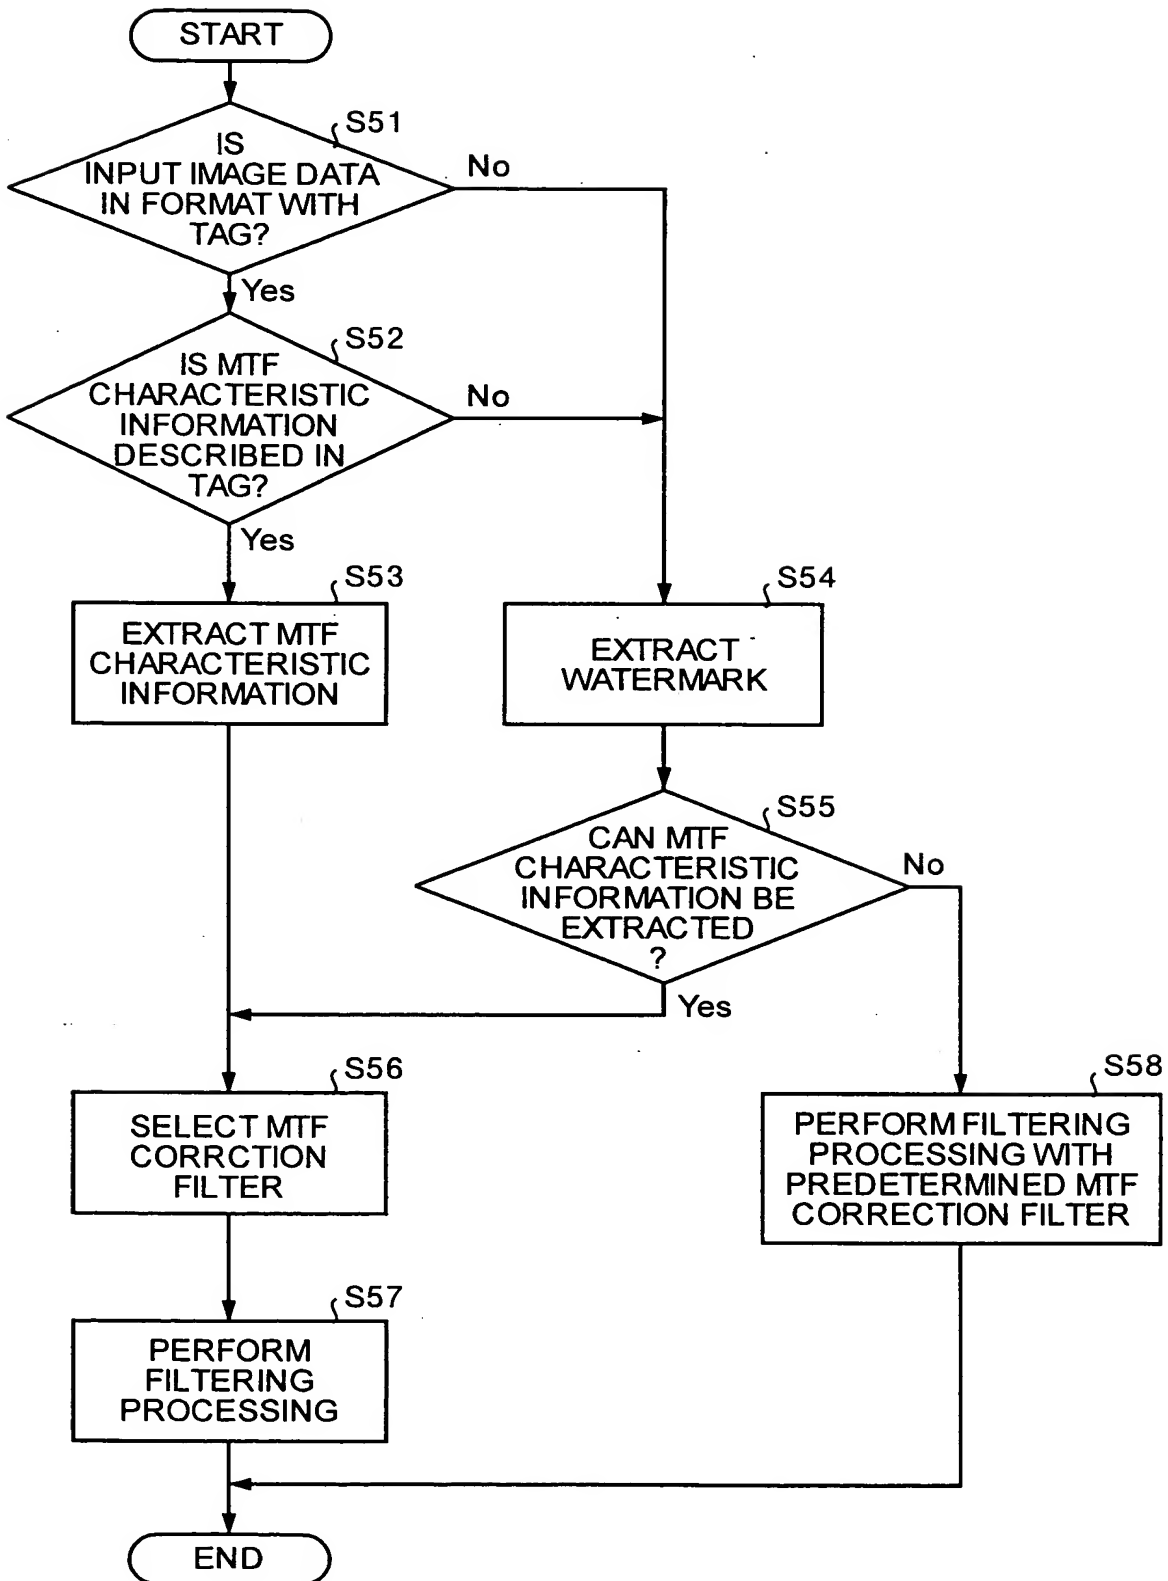 START
S51
IS
INPUT IMAGE DATA
IN FORMAT WITH
TAG?
No
Yes
S52
IS MTF
CHARACTERISTIC
INFORMATION
DESCRIBED IN
TAG?
No
Yes
S53
EXTRACT MTF
CHARACTERISTIC
INFORMATION
S54
EXTRACT
WATERMARK
S55
CAN MTF
CHARACTERISTIC
INFORMATION BE
EXTRACTED
?
No
Yes
S56
SELECT MTF
CORRCTION
FILTER
S58
PERFORM FILTERING
PROCESSING WITH
PREDETERMINED MTF
CORRECTION FILTER
S57
PERFORM
FILTERING
PROCESSING
END